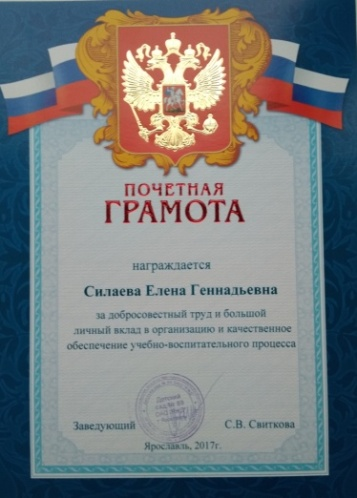 ПОЧЕТНАЯ
ГРАМОТА
награждается
Силаева Елена Геннадьевна
за добросовестный труд и большой
личный вклад в организацию и качественное
обеспечение учебно-воспитательного процесса
Детский
Заведующий С.В. Свиткова
Ярославль, 2017г.